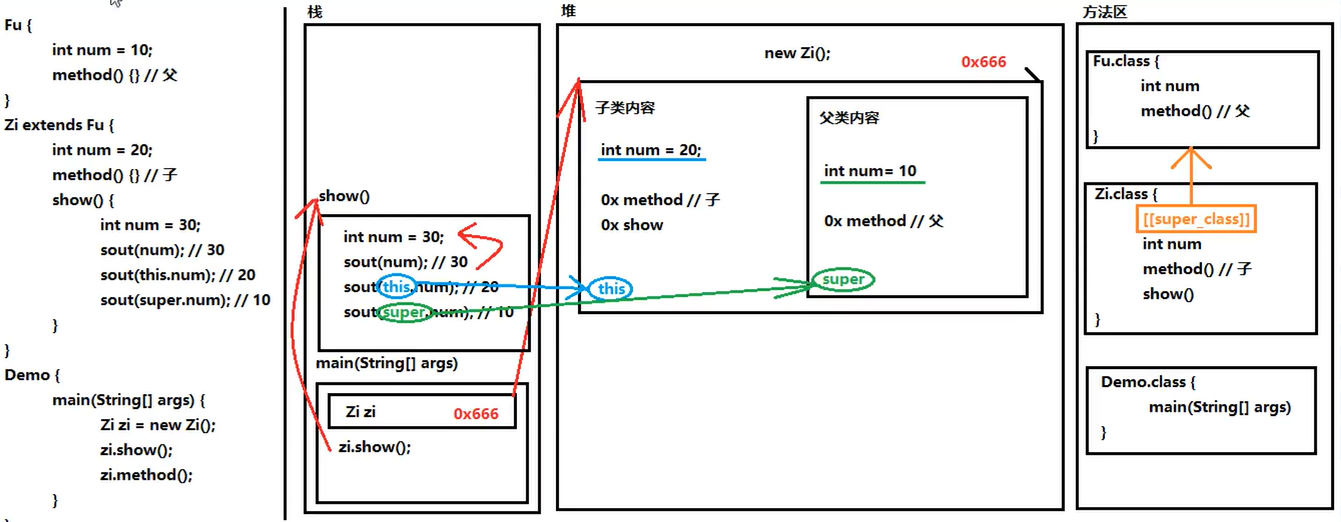 Fu {
int num = 10;
method() {} // 父
}
Zi extends Fu {
int num = 20;
method() {} // 子
show() {
int num = 30;
sout(num); // 30
sout(this.num); // 20
sout(super.num); // 10
}
}
Demo {
main(String[] args) {
Zi zi = new Zi();
zi.show();
zi.method();
}
}
栈
show()
int num = 30;
sout(num); // 30
sout(this.num); // 20
sout(super.num); // 10
main(String[] args)
Zi zi 0x666
zi.show();
堆
new Zi();
0x666
子类内容
int num = 20;
0x method // 子
0x show
this
父类内容
int num= 10
0x method // 父
super
方法区
Fu.class {
int num
method() // 父
}
Zi.class {
[[super_class]]
int num
method() // 子
show()
}
Demo.class {
main(String[] args)
}